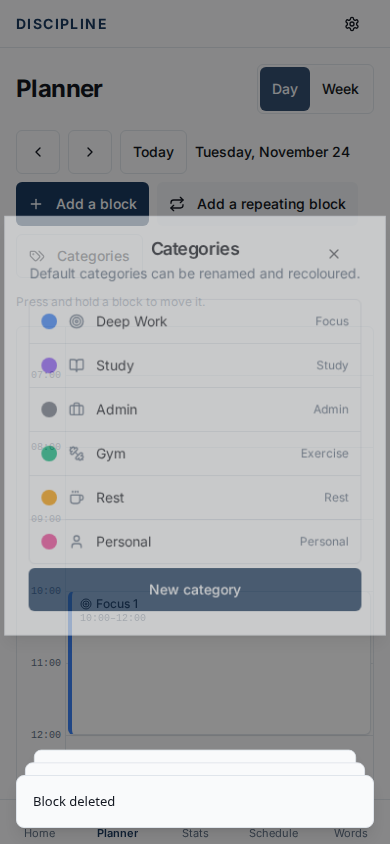 DISCIPLINE
Planner
Day Week
Today Tuesday, November 24
Add a block Add a repeating block
Categories
Categories
Default categories can be renamed and recoloured.
Press and hold a block to move it.
Deep Work Focus
Study Study
07:00
Admin Admin
08:00
Gym Exercise
Rest Rest
09:00
Personal Personal
10:00
New category
Focus 1
10:00–12:00
11:00
12:00
Block deleted
Home Planner Stats Schedule Words